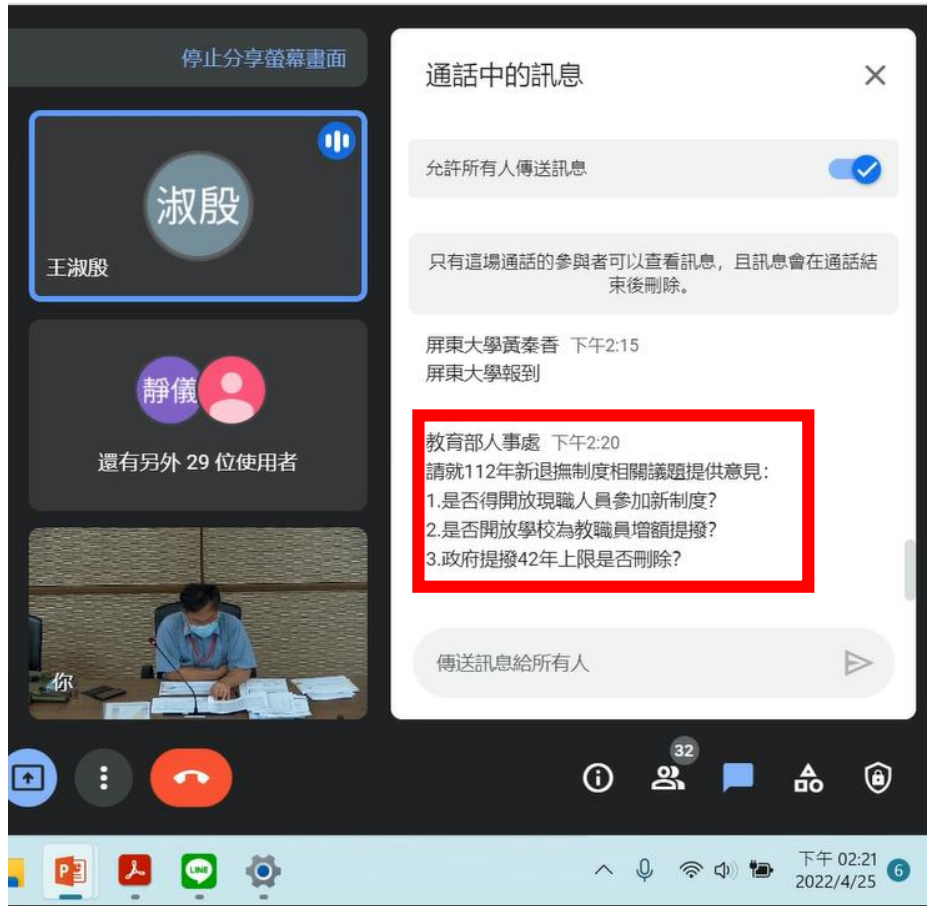 停止分享螢幕畫面
淑殷
王淑殷
靜儀
還有另外 29 位使用者
你
通話中的訊息
允許所有人傳送訊息
只有這場通話的參與者可以查看訊息，且訊息會在通話結
束後刪除。
屏東大學黃秦香 下午2:15
屏東大學報到
教育部人事處 下午2:20
請就112年新退撫制度相關議題提供意見：
1.是否得開放現職人員參加新制度?
2.是否開放學校為教職員增額提撥?
3.政府提撥42年上限是否刪除?
傳送訊息給所有人
32
P
LINE
下午 02:21
2022/4/25
6